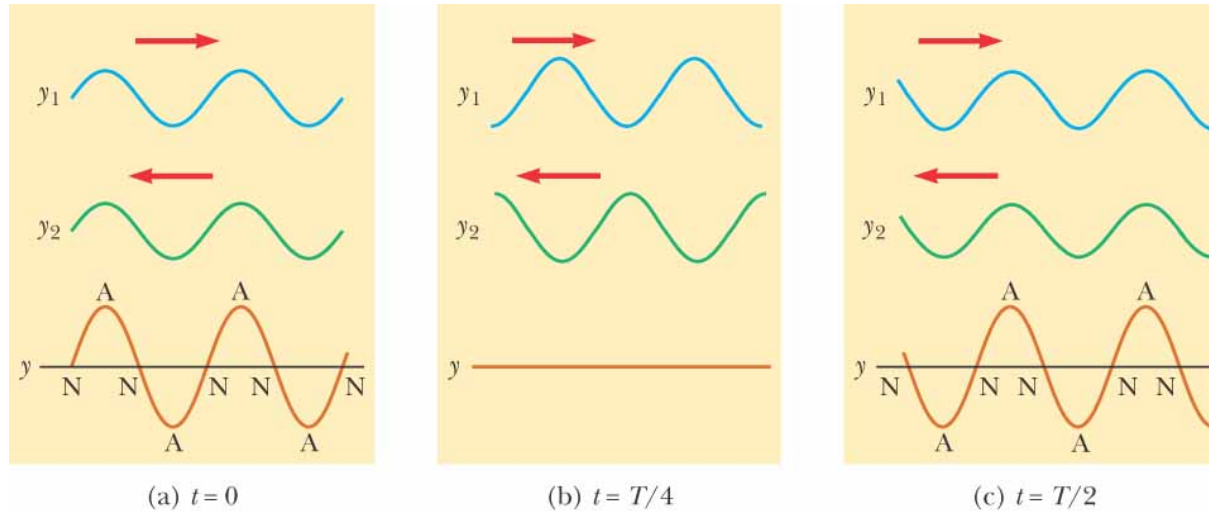 y1
y2
A A
y
N N N N N
A A
(a) t = 0
y1
y2
y
(b) t = T/4
y1
y2
A A
y
N N N N N
A A
(c) t = T/2